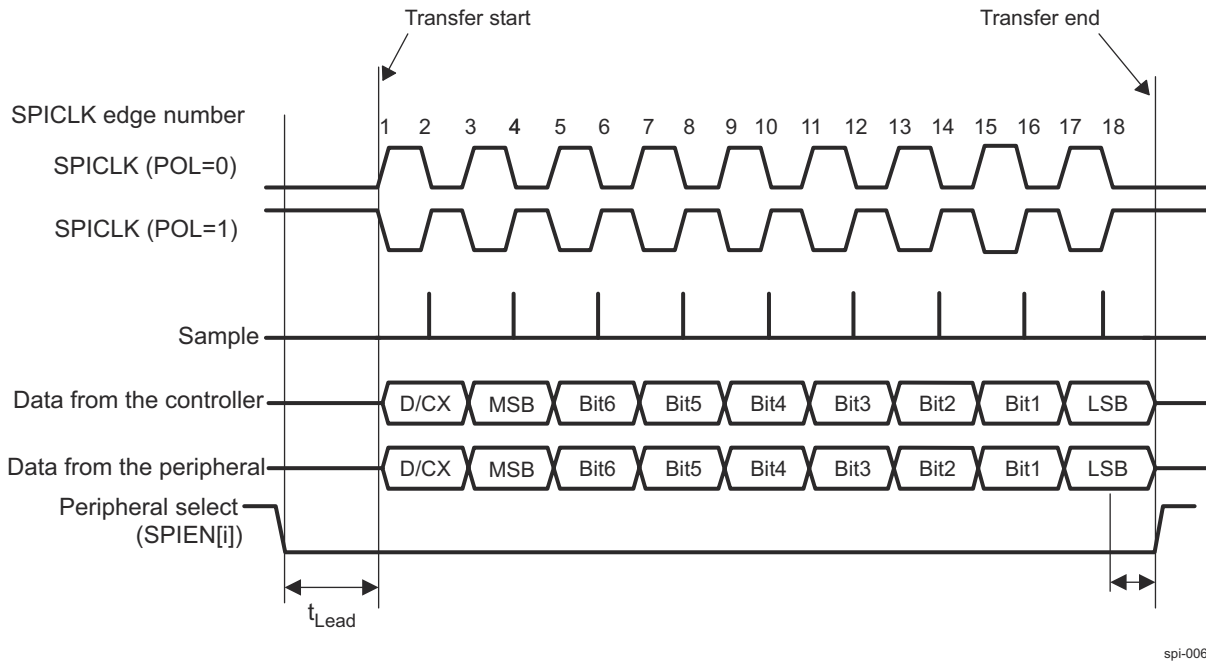 Transfer start
Transfer end
SPICLK edge number
1 2 3 4 5 6 7 8 9 10 11 12 13 14 15 16 17 18
SPICLK (POL=0)
SPICLK (POL=1)
Sample
Data from the controller
D/CX MSB Bit6 Bit5 Bit4 Bit3 Bit2 Bit1 LSB
Data from the peripheral
D/CX MSB Bit6 Bit5 Bit4 Bit3 Bit2 Bit1 LSB
Peripheral select
(SPIEN[i])
tLead
spi-006